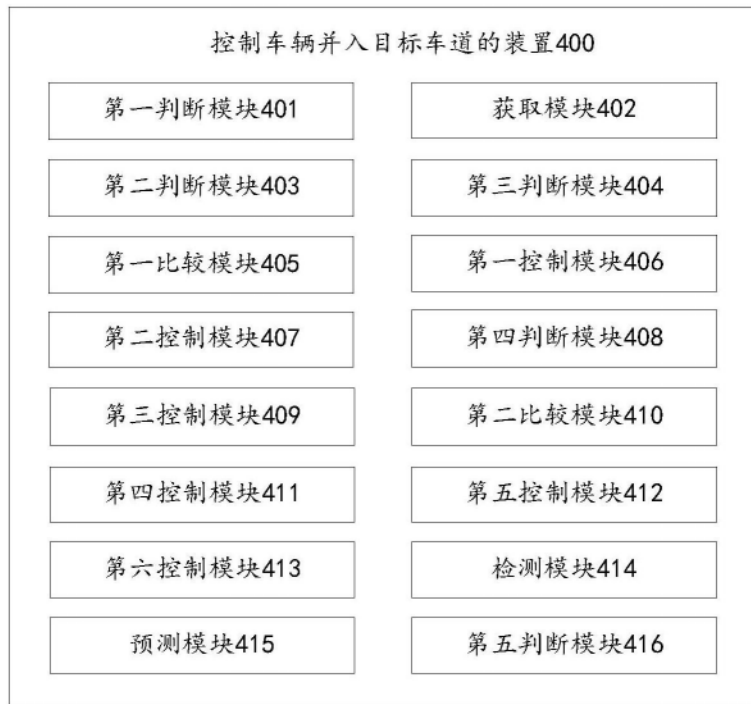 控制车辆并入目标车道的装置400
第一判断模块401
获取模块402
第二判断模块403
第三判断模块404
第一比较模块405
第一控制模块406
第二控制模块407
第四判断模块408
第三控制模块409
第二比较模块410
第四控制模块411
第五控制模块412
第六控制模块413
检测模块414
预测模块415
第五判断模块416